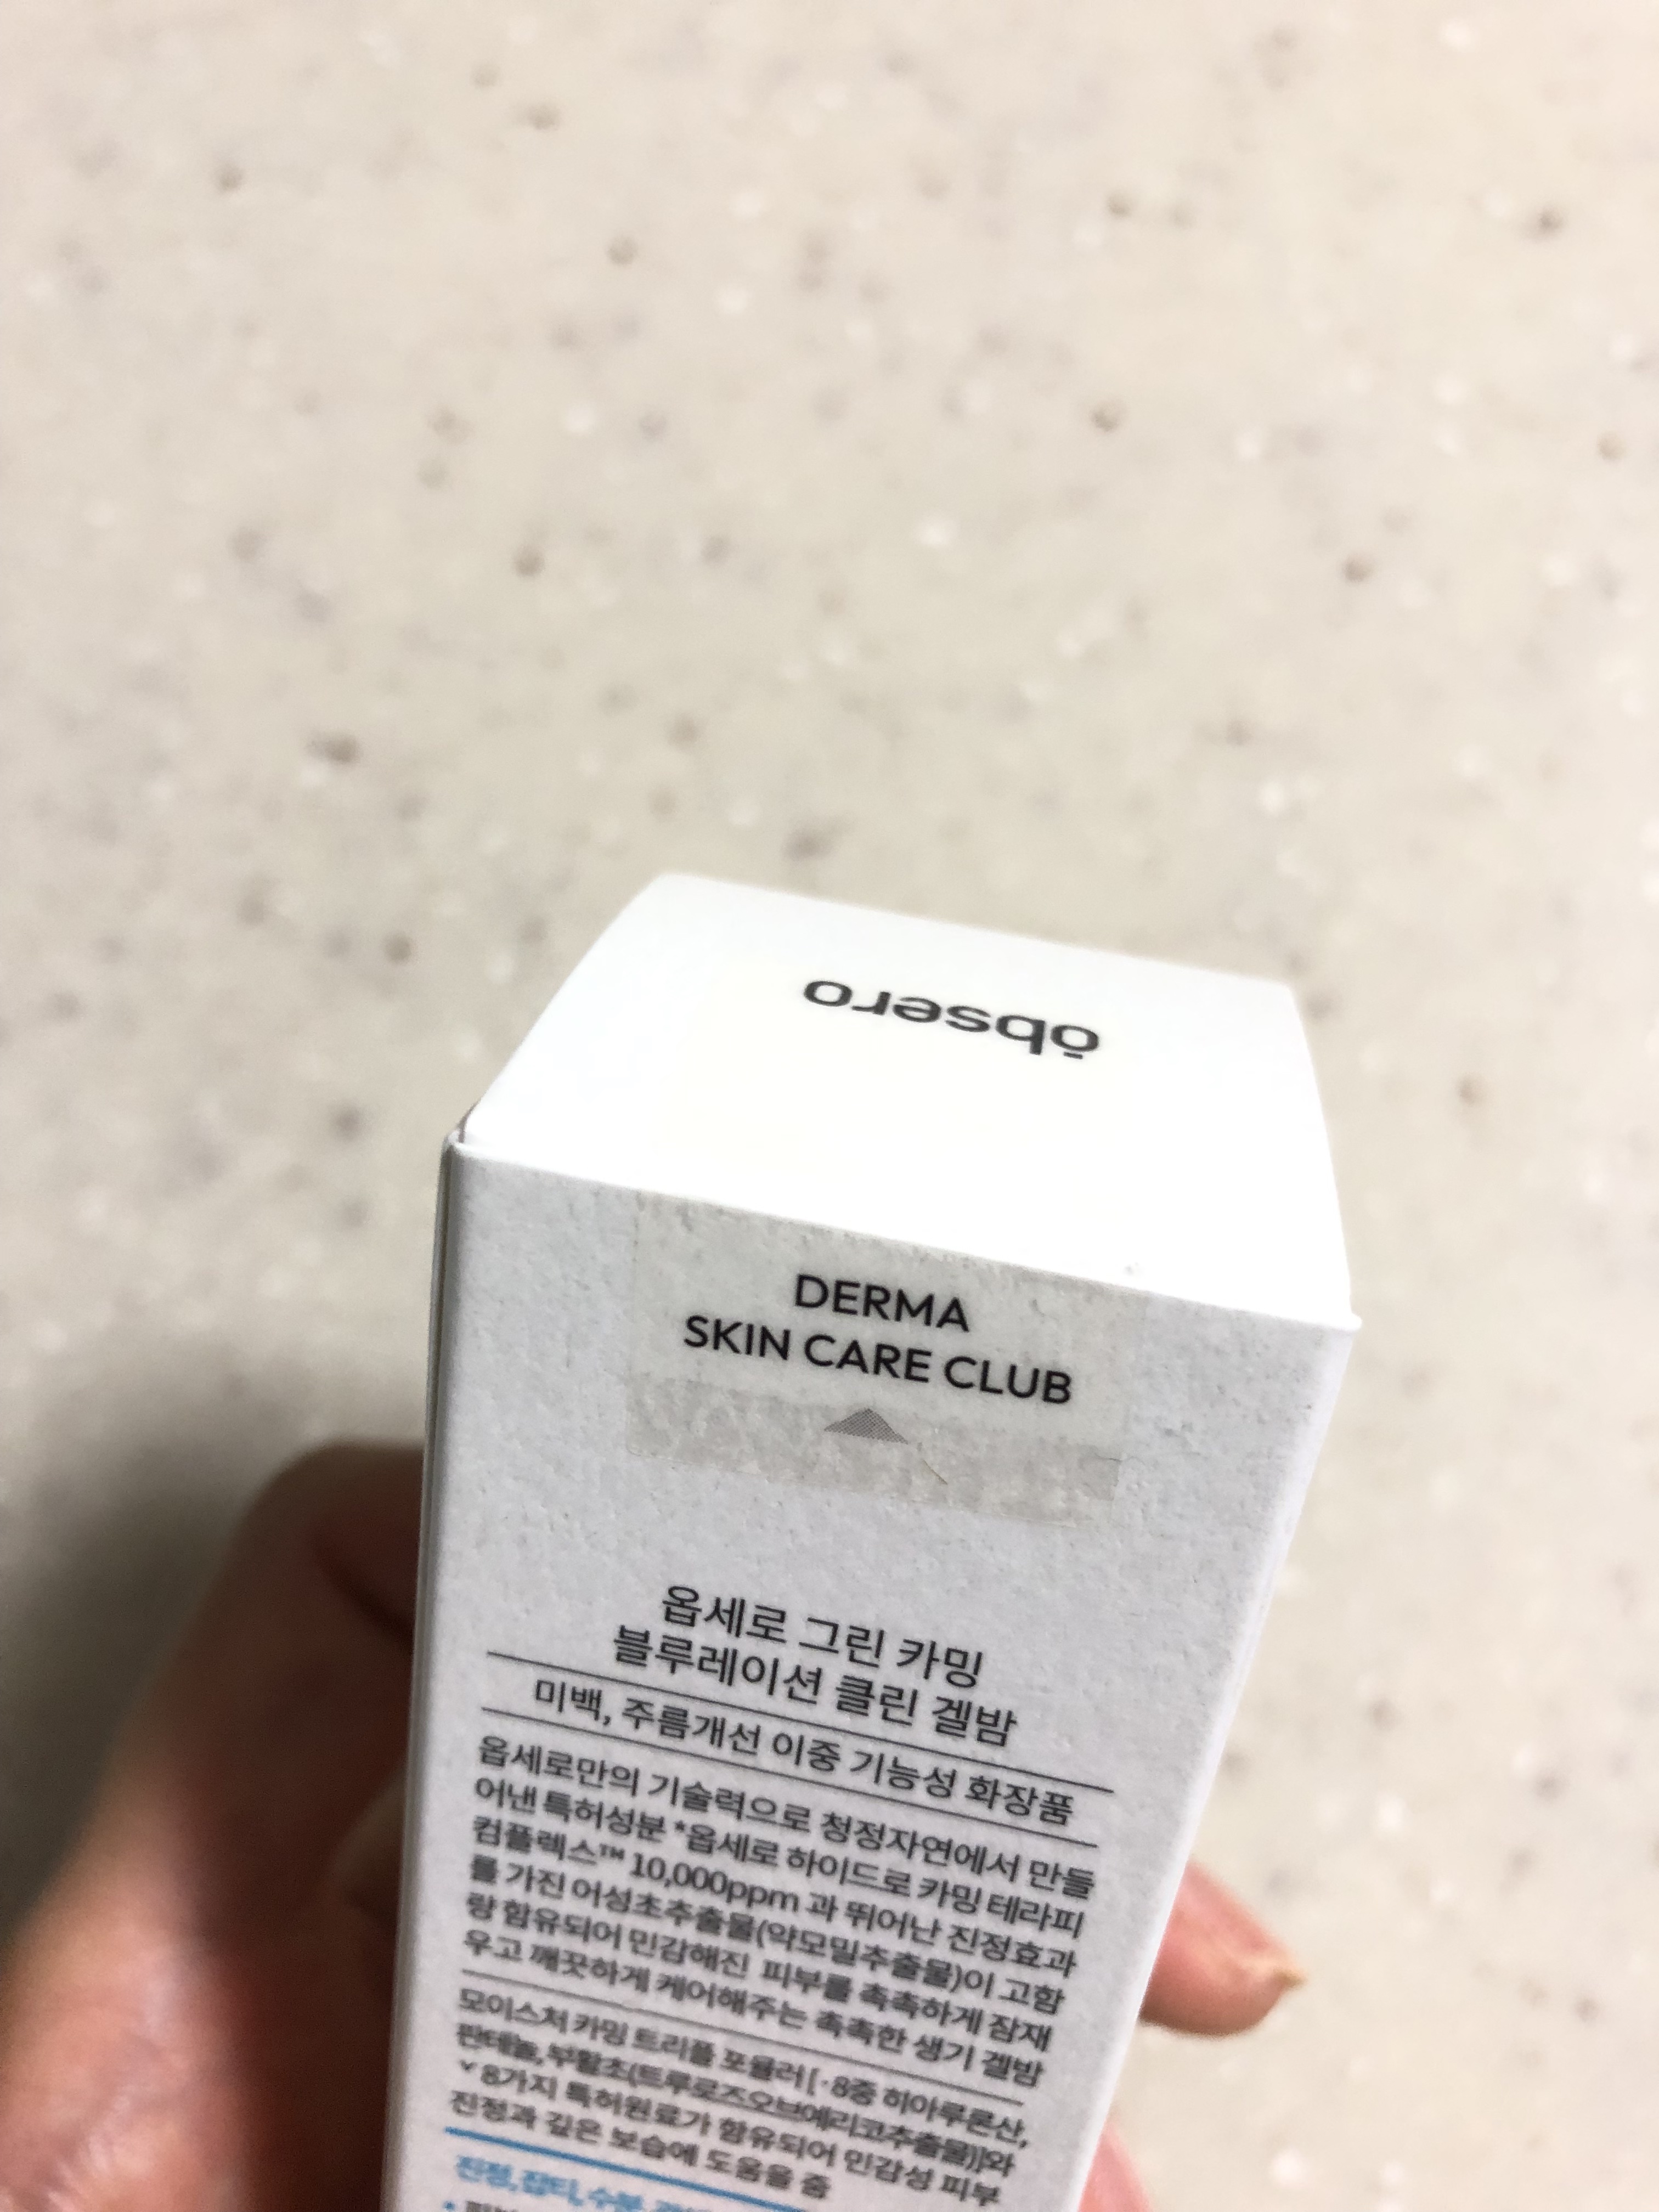 obsero
DERMA
SKIN CARE CLUB
옵세로 그린 카밍
블루레이션 클린 겔밤
미백, 주름개선 이중 기능성 화장품
옵세로만의 기술력으로 청정자연에서 만들
어낸 특허성분 *옵세로 하이드로 카밍 테라피
컴플렉스™ 10,000ppm 과 뛰어난 진정효과
를 가진 어성초추출물(약모밀추출물)이 고함
량 함유되어 민감해진 피부를 촉촉하게 잠재
우고 깨끗하게 케어해주는 촉촉한 생기 겔밤
모이스처 카밍 트리플 포뮬러 [ ·8중 히아루론산,
판테놀, 부활초(트루로즈오브예리코추출물)]와
8가지 특허원료가 함유되어 민감성 피부
진정과 깊은 보습에 도움을 줌
진정, 잡티, 수분,